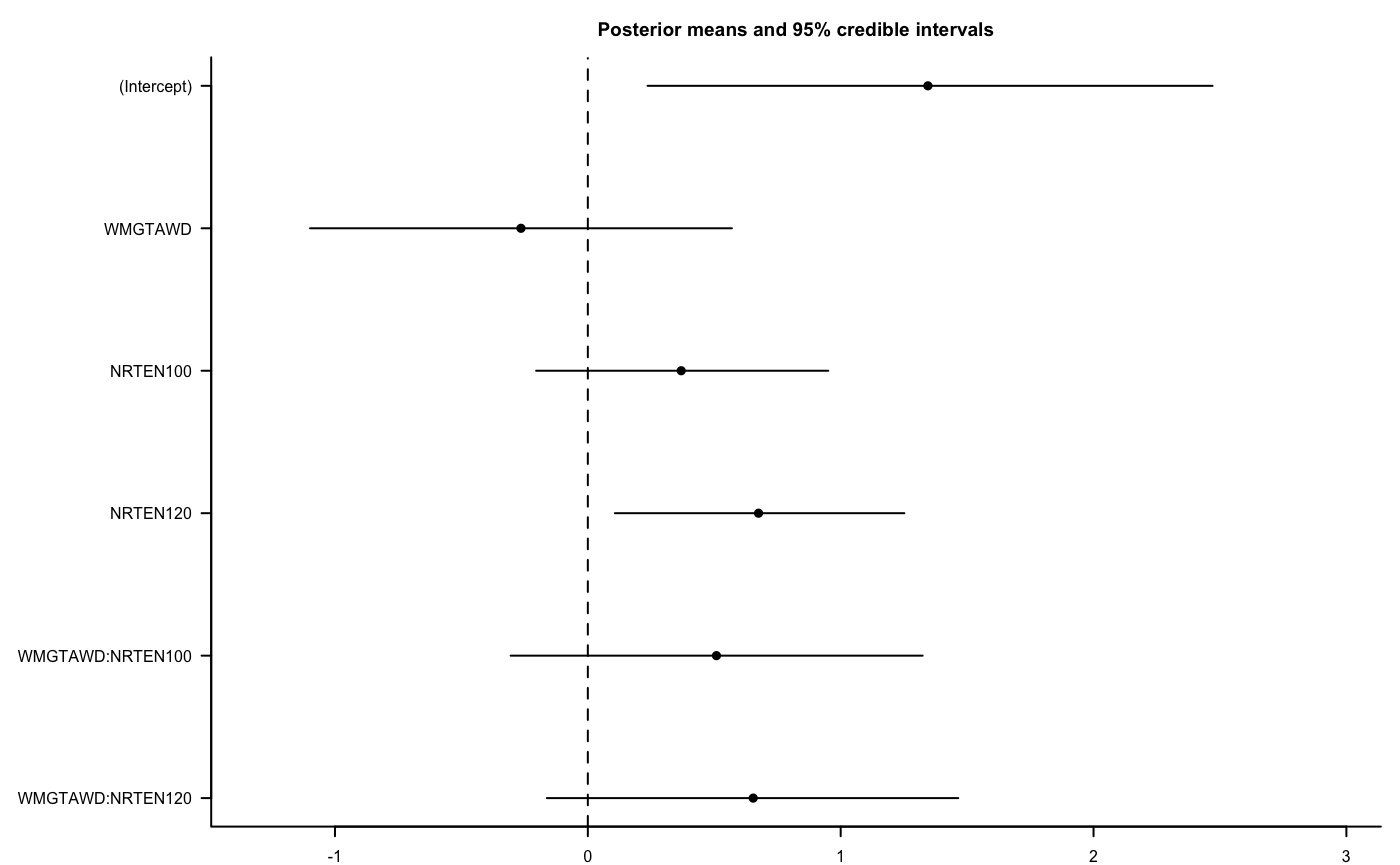 Posterior means and 95% credible intervals
(Intercept)
WMGTAWD
NRTEN100
NRTEN120
WMGTAWD:NRTEN100
WMGTAWD:NRTEN120
-1 0 1 2 3